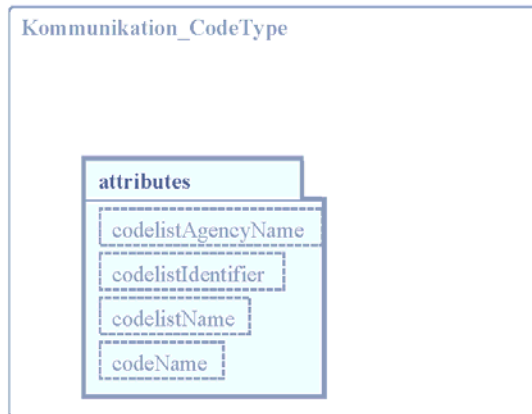 Kommunikation_CodeType
attributes
codelistAgencyName
codelistIdentifier
codelistName
codeName